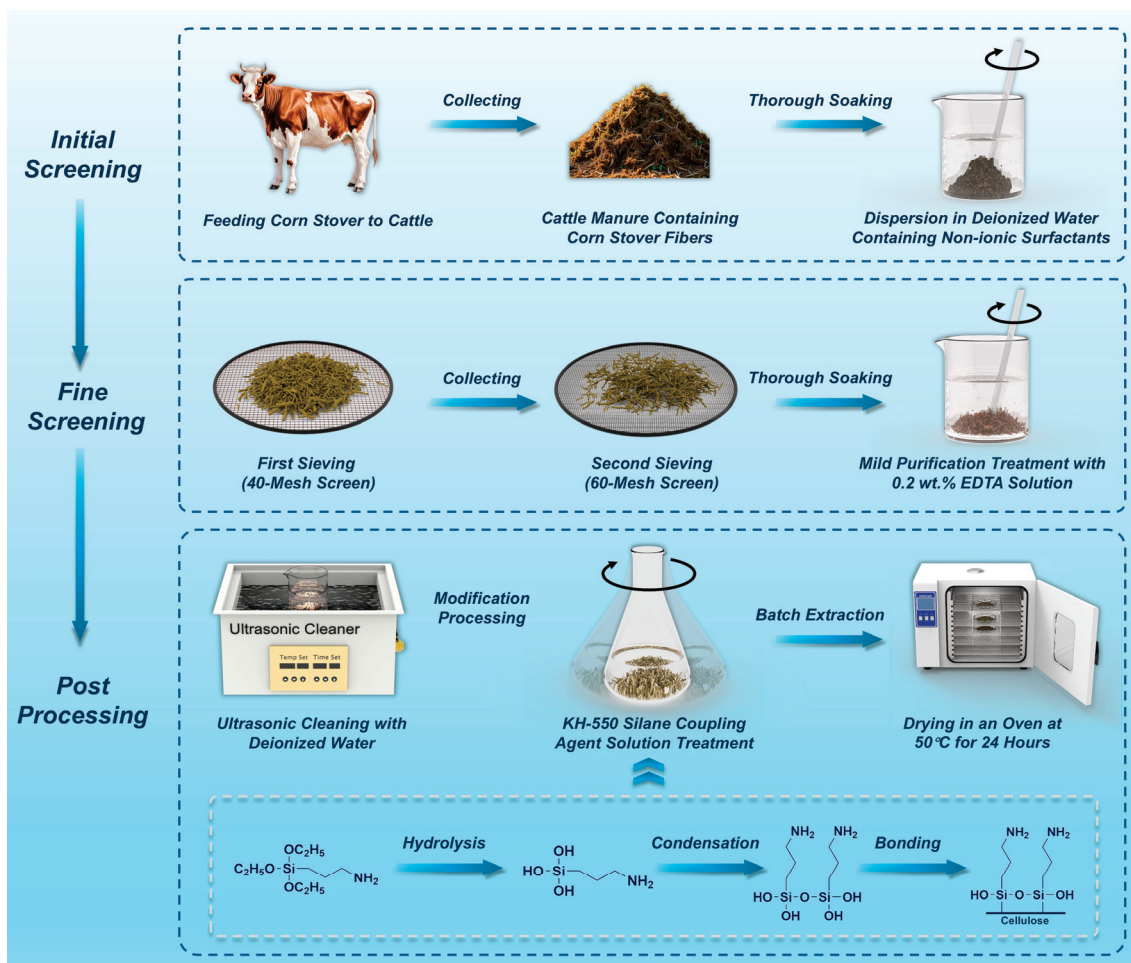 Initial
Screening
Collecting
Thorough Soaking
Feeding Corn Stover to Cattle
Cattle Manure Containing
Corn Stover Fibers
Dispersion in Deionized Water
Containing Non-ionic Surfactants
Fine
Screening
Collecting
Thorough Soaking
First Sieving
(40-Mesh Screen)
Second Sieving
(60-Mesh Screen)
Mild Purification Treatment with
0.2 wt.% EDTA Solution
Post
Processing
Ultrasonic Cleaner
Temp Set Time Set
Modification
Processing
Batch Extraction
Ultrasonic Cleaning with
Deionized Water
KH-550 Silane Coupling
Agent Solution Treatment
Drying in an Oven at
50°C for 24 Hours
Hydrolysis
Condensation
Bonding
OC₂H₅
C₂H₅O-Si
OC₂H₅
NH₂
OH
HO Si
OH
NH₂
NH₂ NH₂
HO-Si-O-Si-OH
OH OH
NH₂ NH₂
HO-Si-O-Si-OH
Cellulose